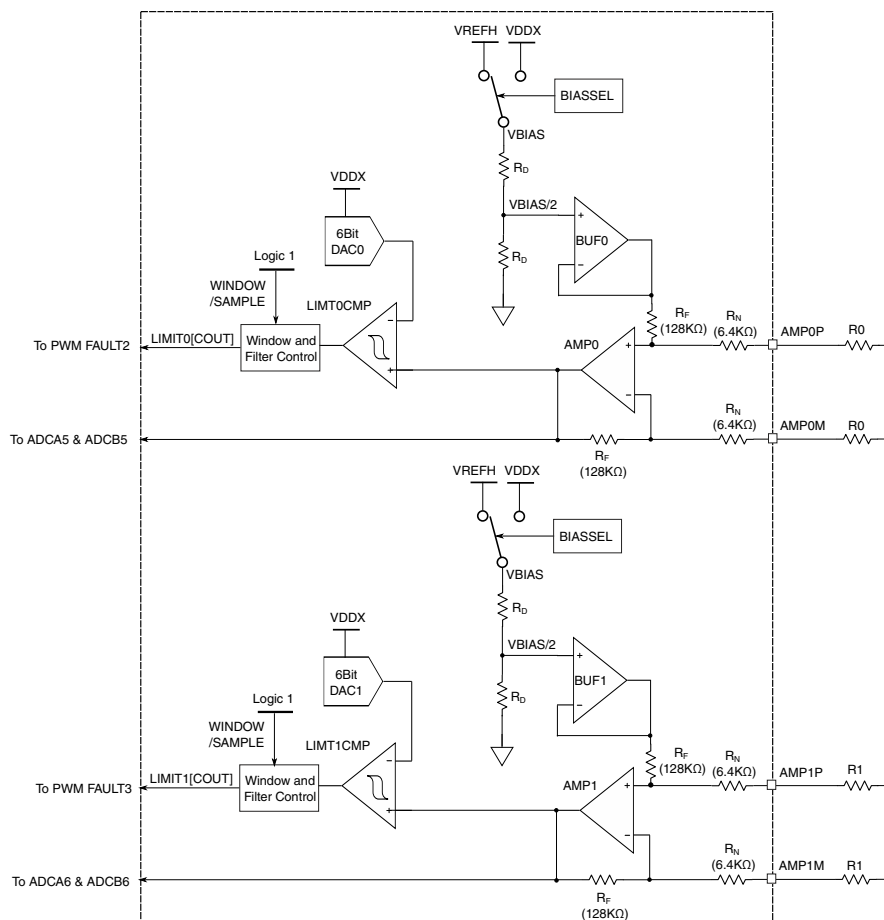 VREFH VDDX
BIASSEL
VBIAS
RD
VDDX
VBIAS/2
6Bit
DAC0
RD
BUF0
Logic 1
WINDOW
/SAMPLE
LIMT0CMP
RF
(128KΩ)
RN
(6.4KΩ)
AMP0P
R0
To PWM FAULT2
LIMIT0[COUT]
Window and
Filter Control
AMP0
RN
(6.4KΩ)
AMP0M
R0
To ADCA5 & ADCB5
RF
(128KΩ)
VREFH VDDX
BIASSEL
VBIAS
RD
VDDX
VBIAS/2
6Bit
DAC1
RD
BUF1
Logic 1
WINDOW
/SAMPLE
LIMT1CMP
RF
(128KΩ)
RN
(6.4KΩ)
AMP1P
R1
To PWM FAULT3
LIMIT1[COUT]
Window and
Filter Control
AMP1
RN
(6.4KΩ)
AMP1M
R1
To ADCA6 & ADCB6
RF
(128KΩ)